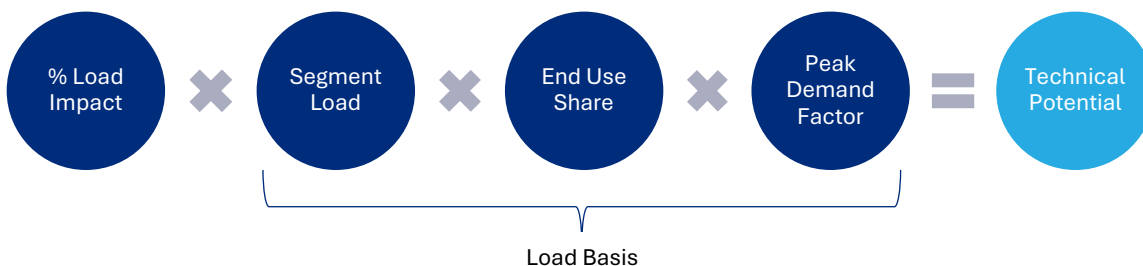 % Load
Impact
Segment
Load
End Use
Share
Peak
Demand
Factor
Technical
Potential
Load Basis